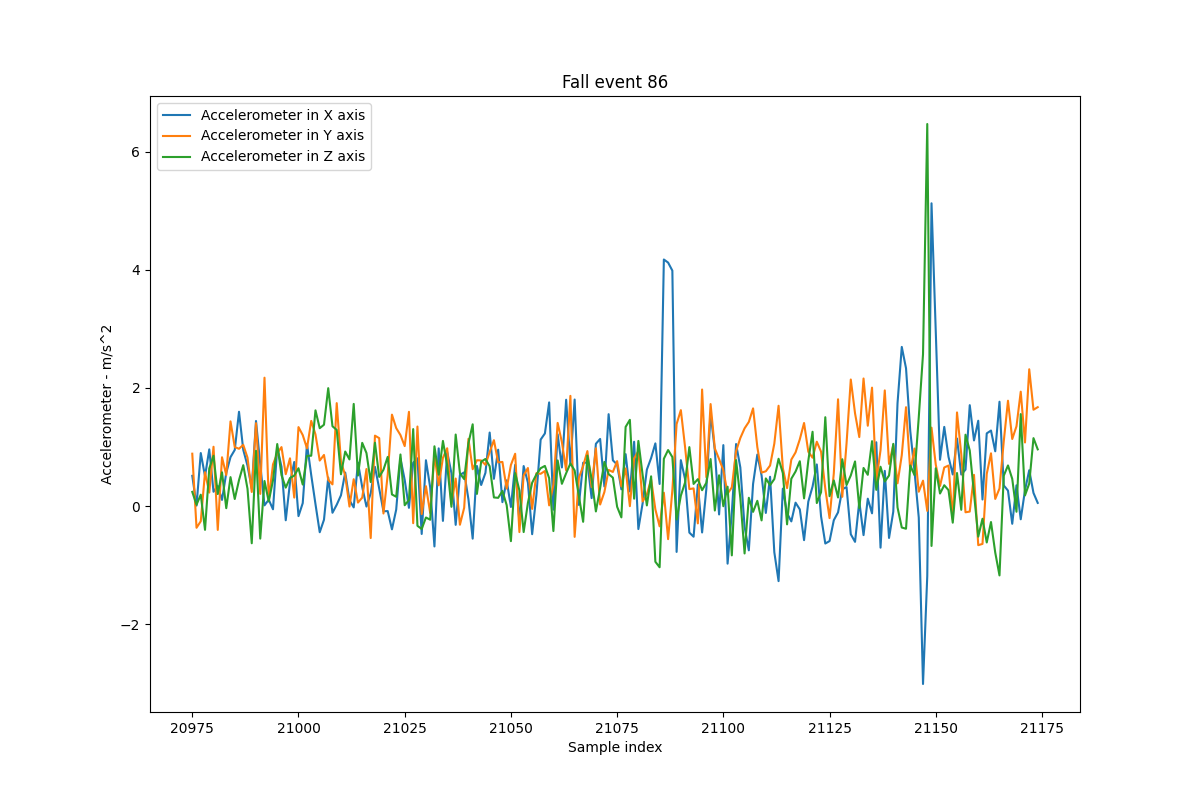 Fall event 86
Accelerometer in X axis
Accelerometer in Y axis
Accelerometer in Z axis
Accelerometer - m/s^2
6
4
2
0
−2
20975 21000 21025 21050 21075 21100 21125 21150 21175
Sample index